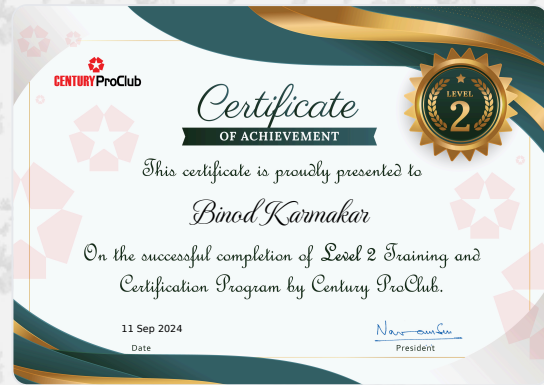 CENTURY ProClub
LEVEL
2
Certificate
OF ACHIEVEMENT
This certificate is proudly presented to
Binod Karmakar
On the successful completion of Level 2 Training and
Certification Program by Century ProClub.
11 Sep 2024
Date
President